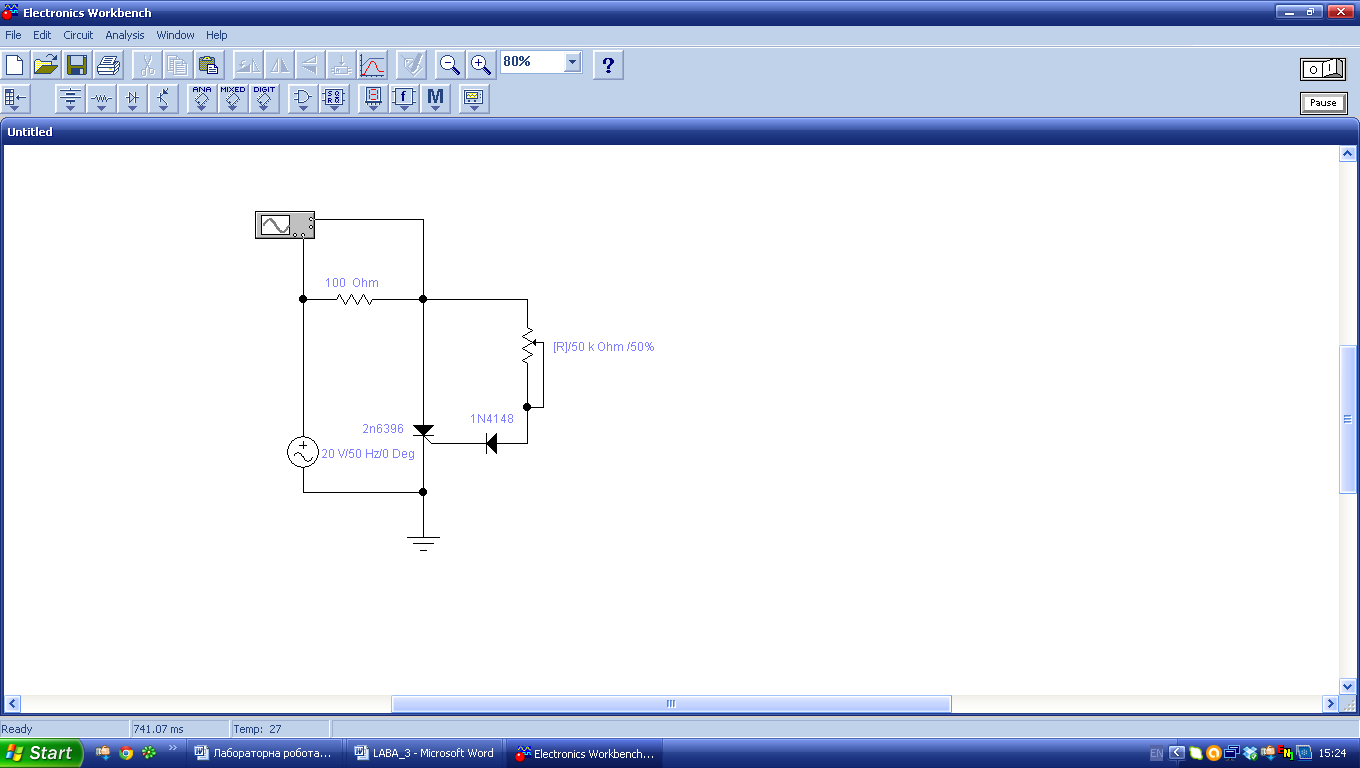 Electronics Workbench
File Edit Circuit Analysis Window Help
80%
?
O I
ANA MIXED DIGIT
f M
Pause
Untitled
100 Ohm
[R]/50 k Ohm /50%
1N4148
2n6396
20 V/50 Hz/0 Deg
Ready 741.07 ms Temp: 27
Start Лабораторна робота... LABA_3 - Microsoft Word Electronics Workbench... EN 15:24